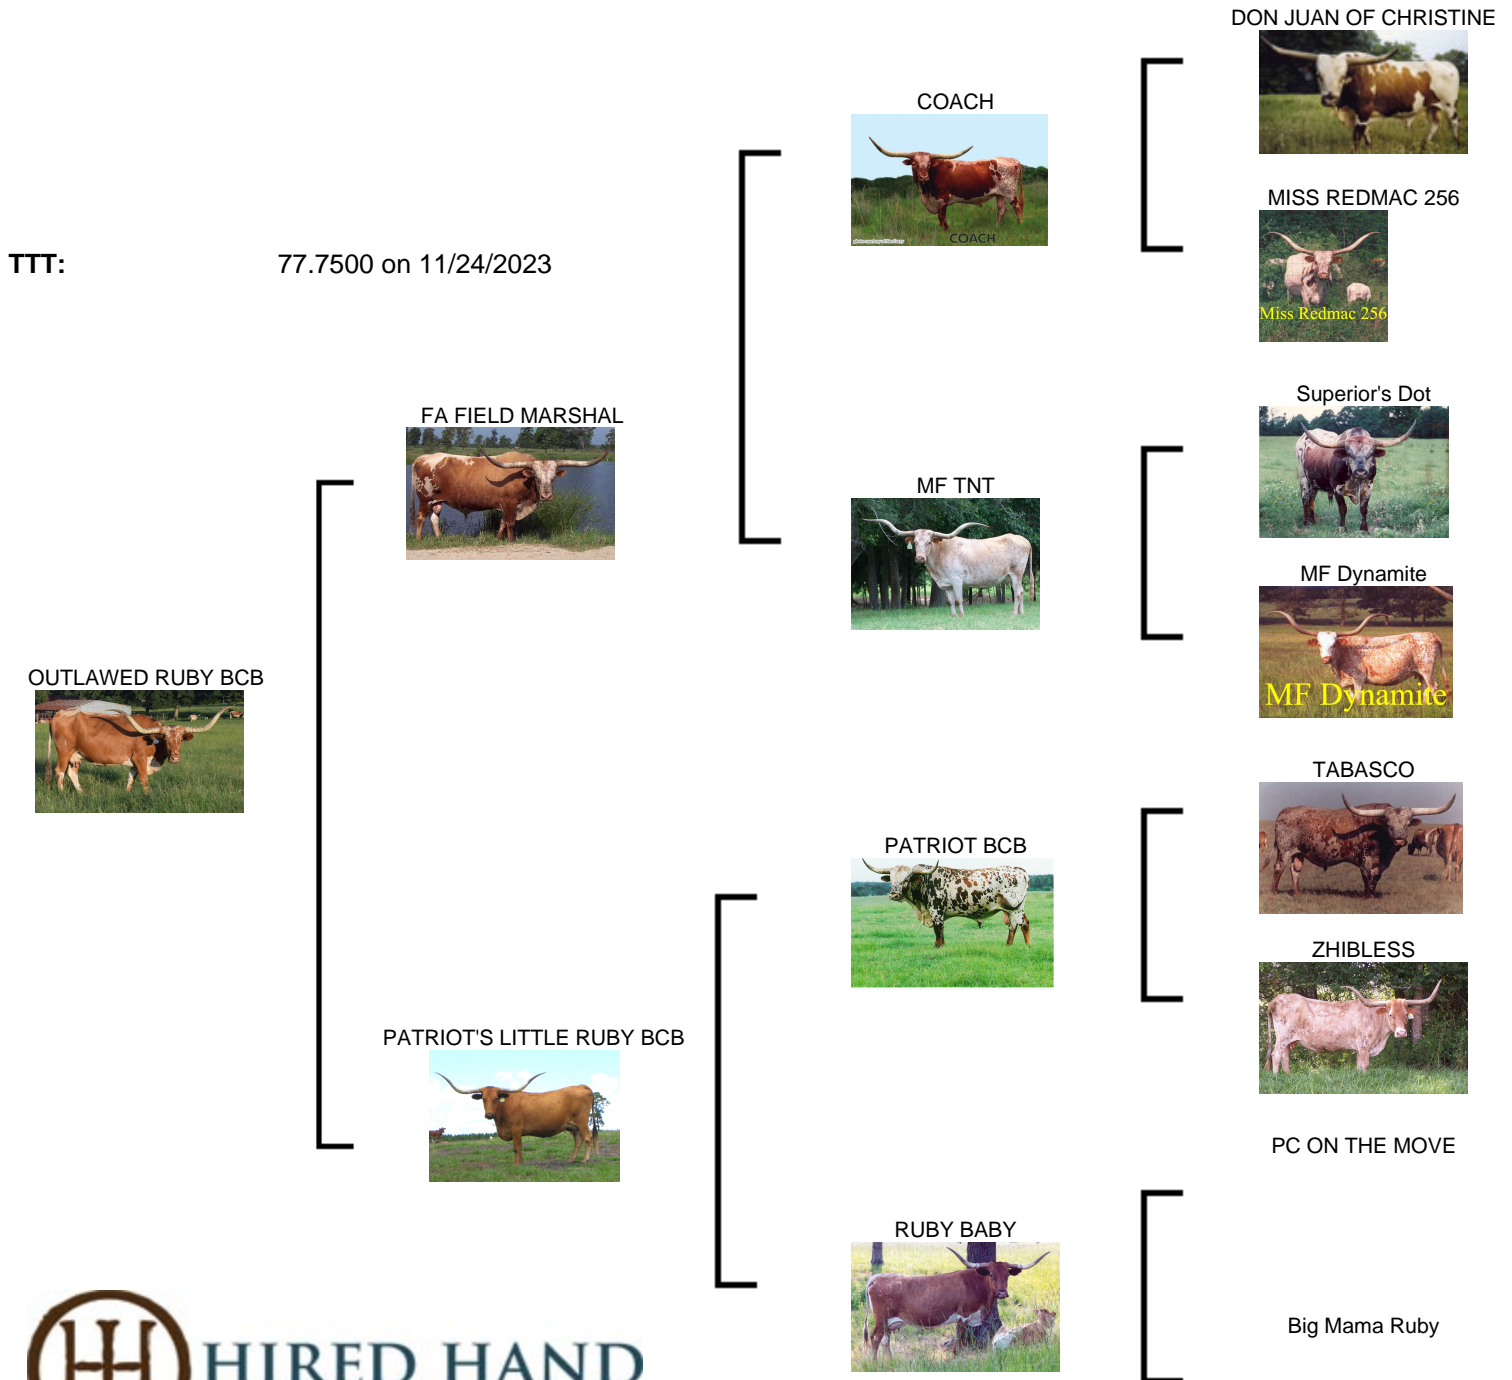 DON JUAN OF CHRISTINE
COACH
COACH
MISS REDMAC 256
Miss Redmac 256
TTT: 77.7500 on 11/24/2023
Superior's Dot
FA FIELD MARSHAL
MF TNT
MF Dynamite
MF Dynamite
OUTLAWED RUBY BCB
TABASCO
PATRIOT BCB
ZHIBLESS
PATRIOT'S LITTLE RUBY BCB
PC ON THE MOVE
RUBY BABY
Big Mama Ruby
HIRED HAND